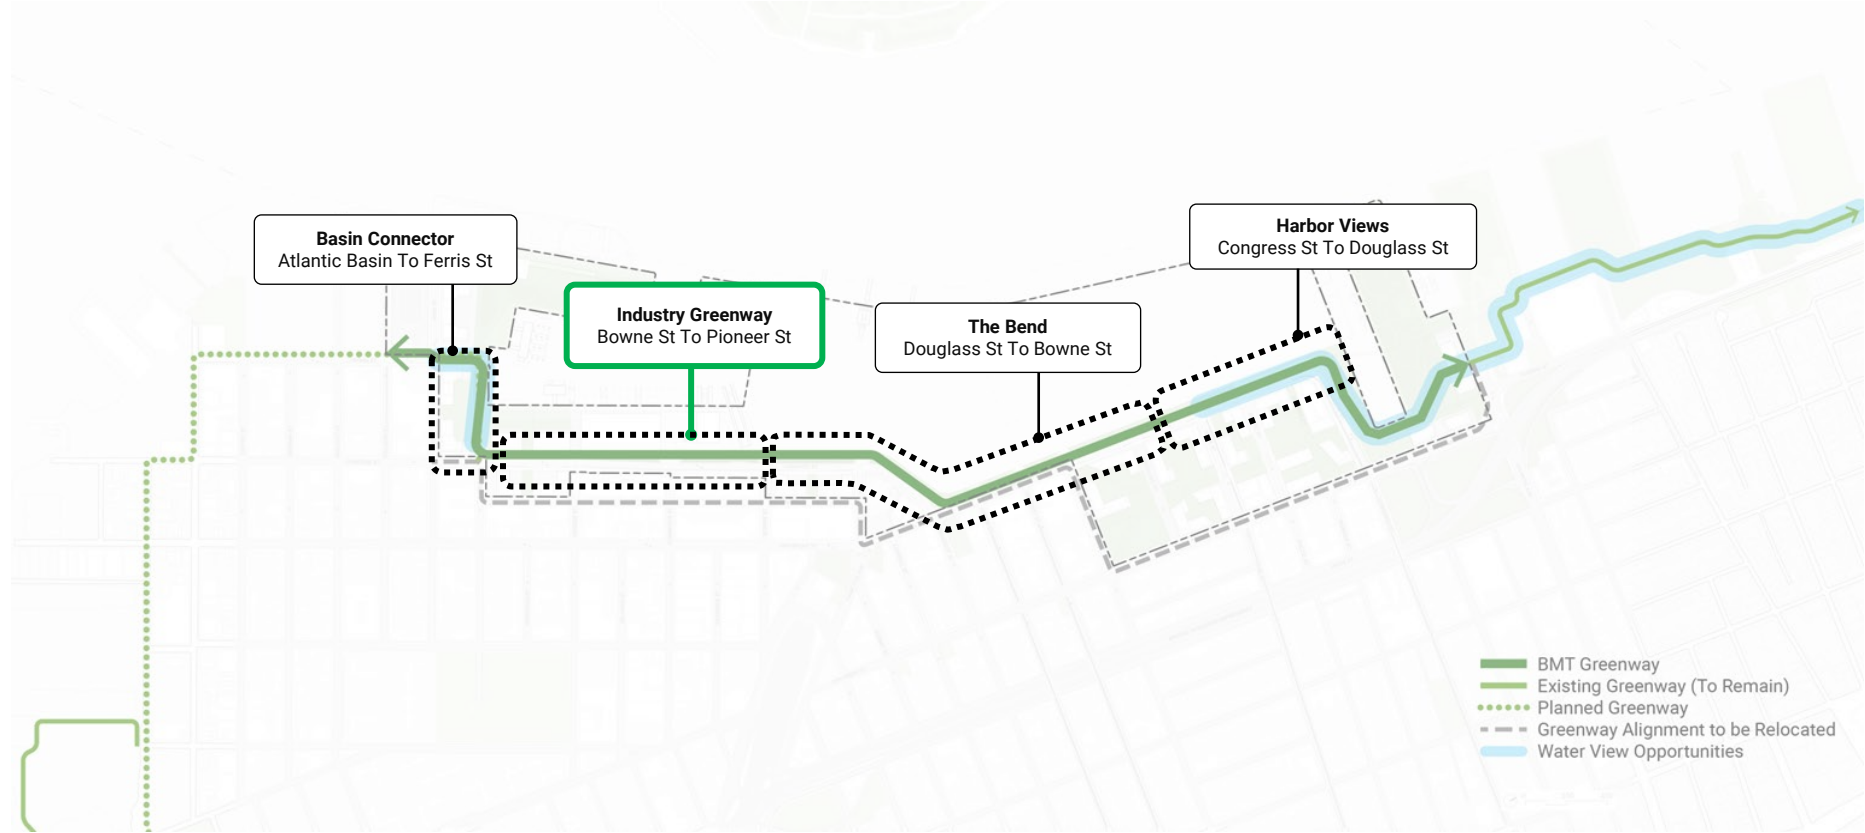 Basin Connector
Atlantic Basin To Ferris St
Industry Greenway
Bowne St To Pioneer St
The Bend
Douglass St To Bowne St
Harbor Views
Congress St To Douglass St
BMT Greenway
Existing Greenway (To Remain)
Planned Greenway
Greenway Alignment to be Relocated
Water View Opportunities